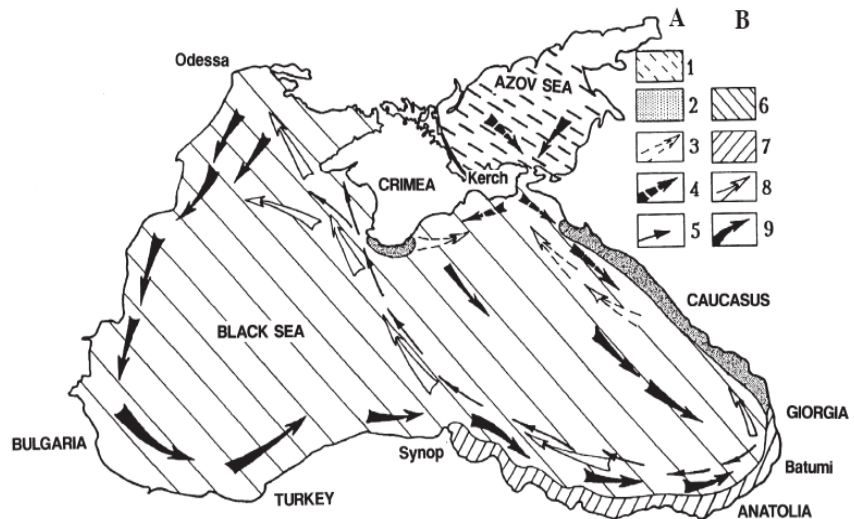 A B
Odessa
AZOV SEA
1
2 6
3 7
4 8
5 9
CRIMEA
Kerch
CAUCASUS
BLACK SEA
GIORGIA
BULGARIA
Synop
Batumi
TURKEY
ANATOLIA